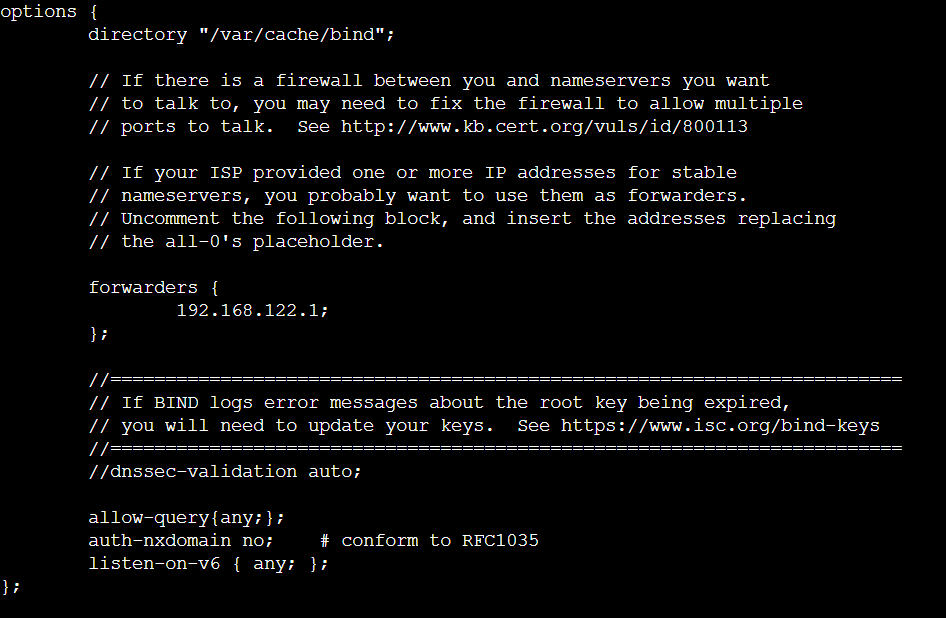 options {
directory "/var/cache/bind";
// If there is a firewall between you and nameservers you want
// to talk to, you may need to fix the firewall to allow multiple
// ports to talk.  See http://www.kb.cert.org/vuls/id/800113
// If your ISP provided one or more IP addresses for stable
// nameservers, you probably want to use them as forwarders.
// Uncomment the following block, and insert the addresses replacing
// the all-0's placeholder.
forwarders {
192.168.122.1;
};
//========================================================================
// If BIND logs error messages about the root key being expired,
// you will need to update your keys.  See https://www.isc.org/bind-keys
//========================================================================
//dnssec-validation auto;
allow-query{any;};
auth-nxdomain no;    # conform to RFC1035
listen-on-v6 { any; };
};